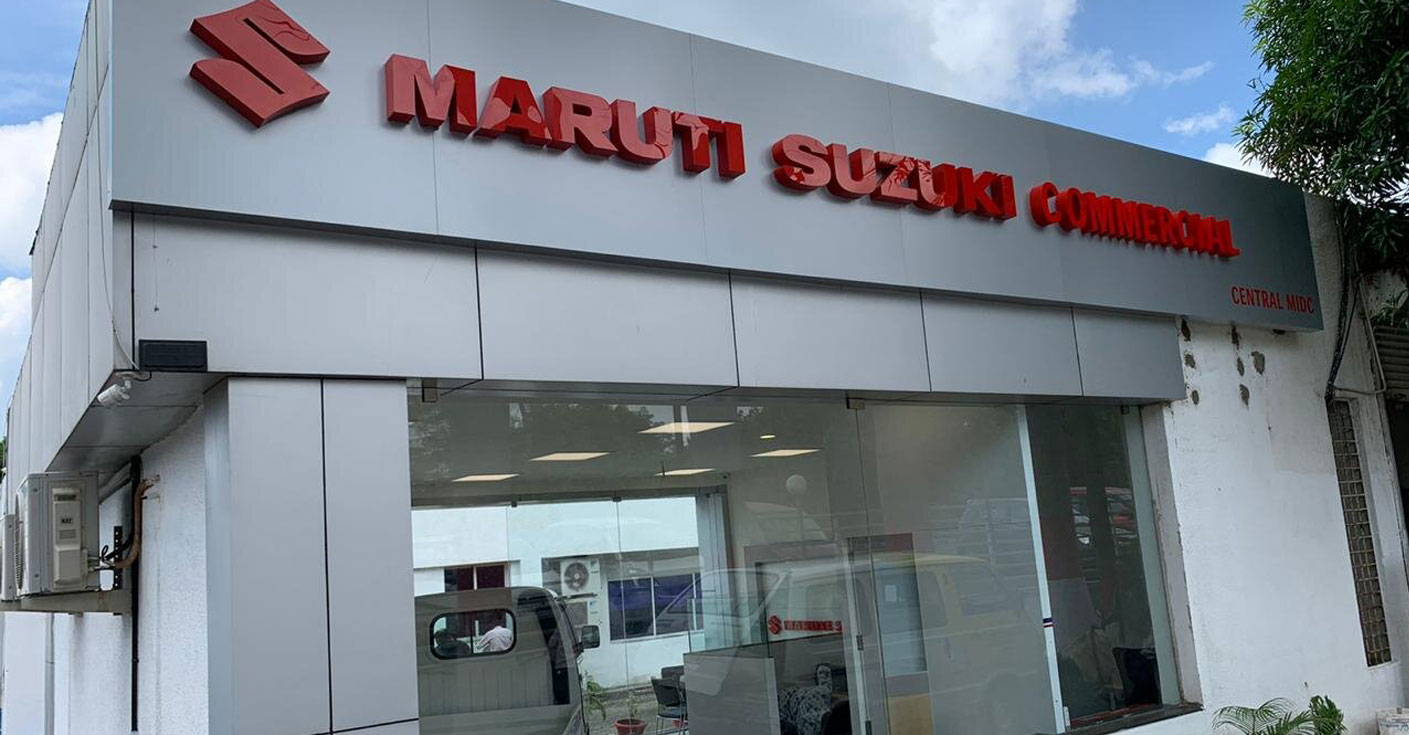 MARUTI SUZUKI COMMERCIAL
CENTRAL MIDC